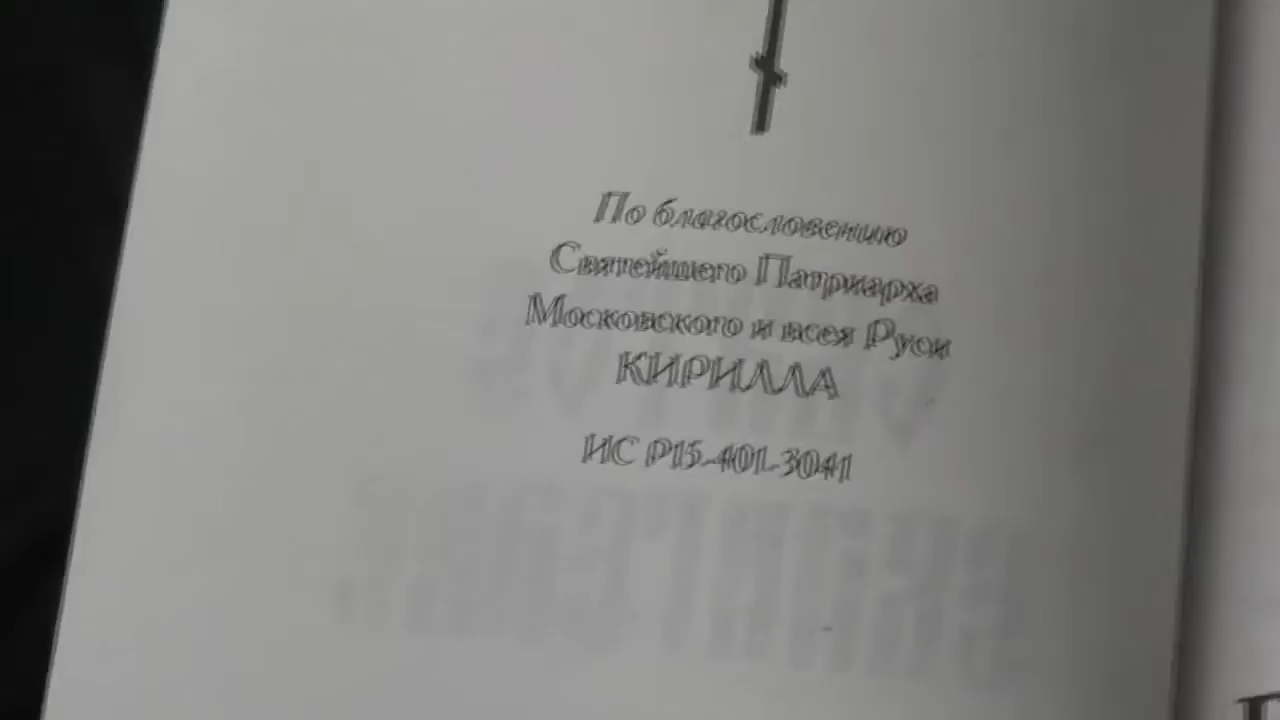 По благословению
Святейшего Патриарха
Московского и всея Руси
КИРИЛЛА
ИС Р15-401-3041